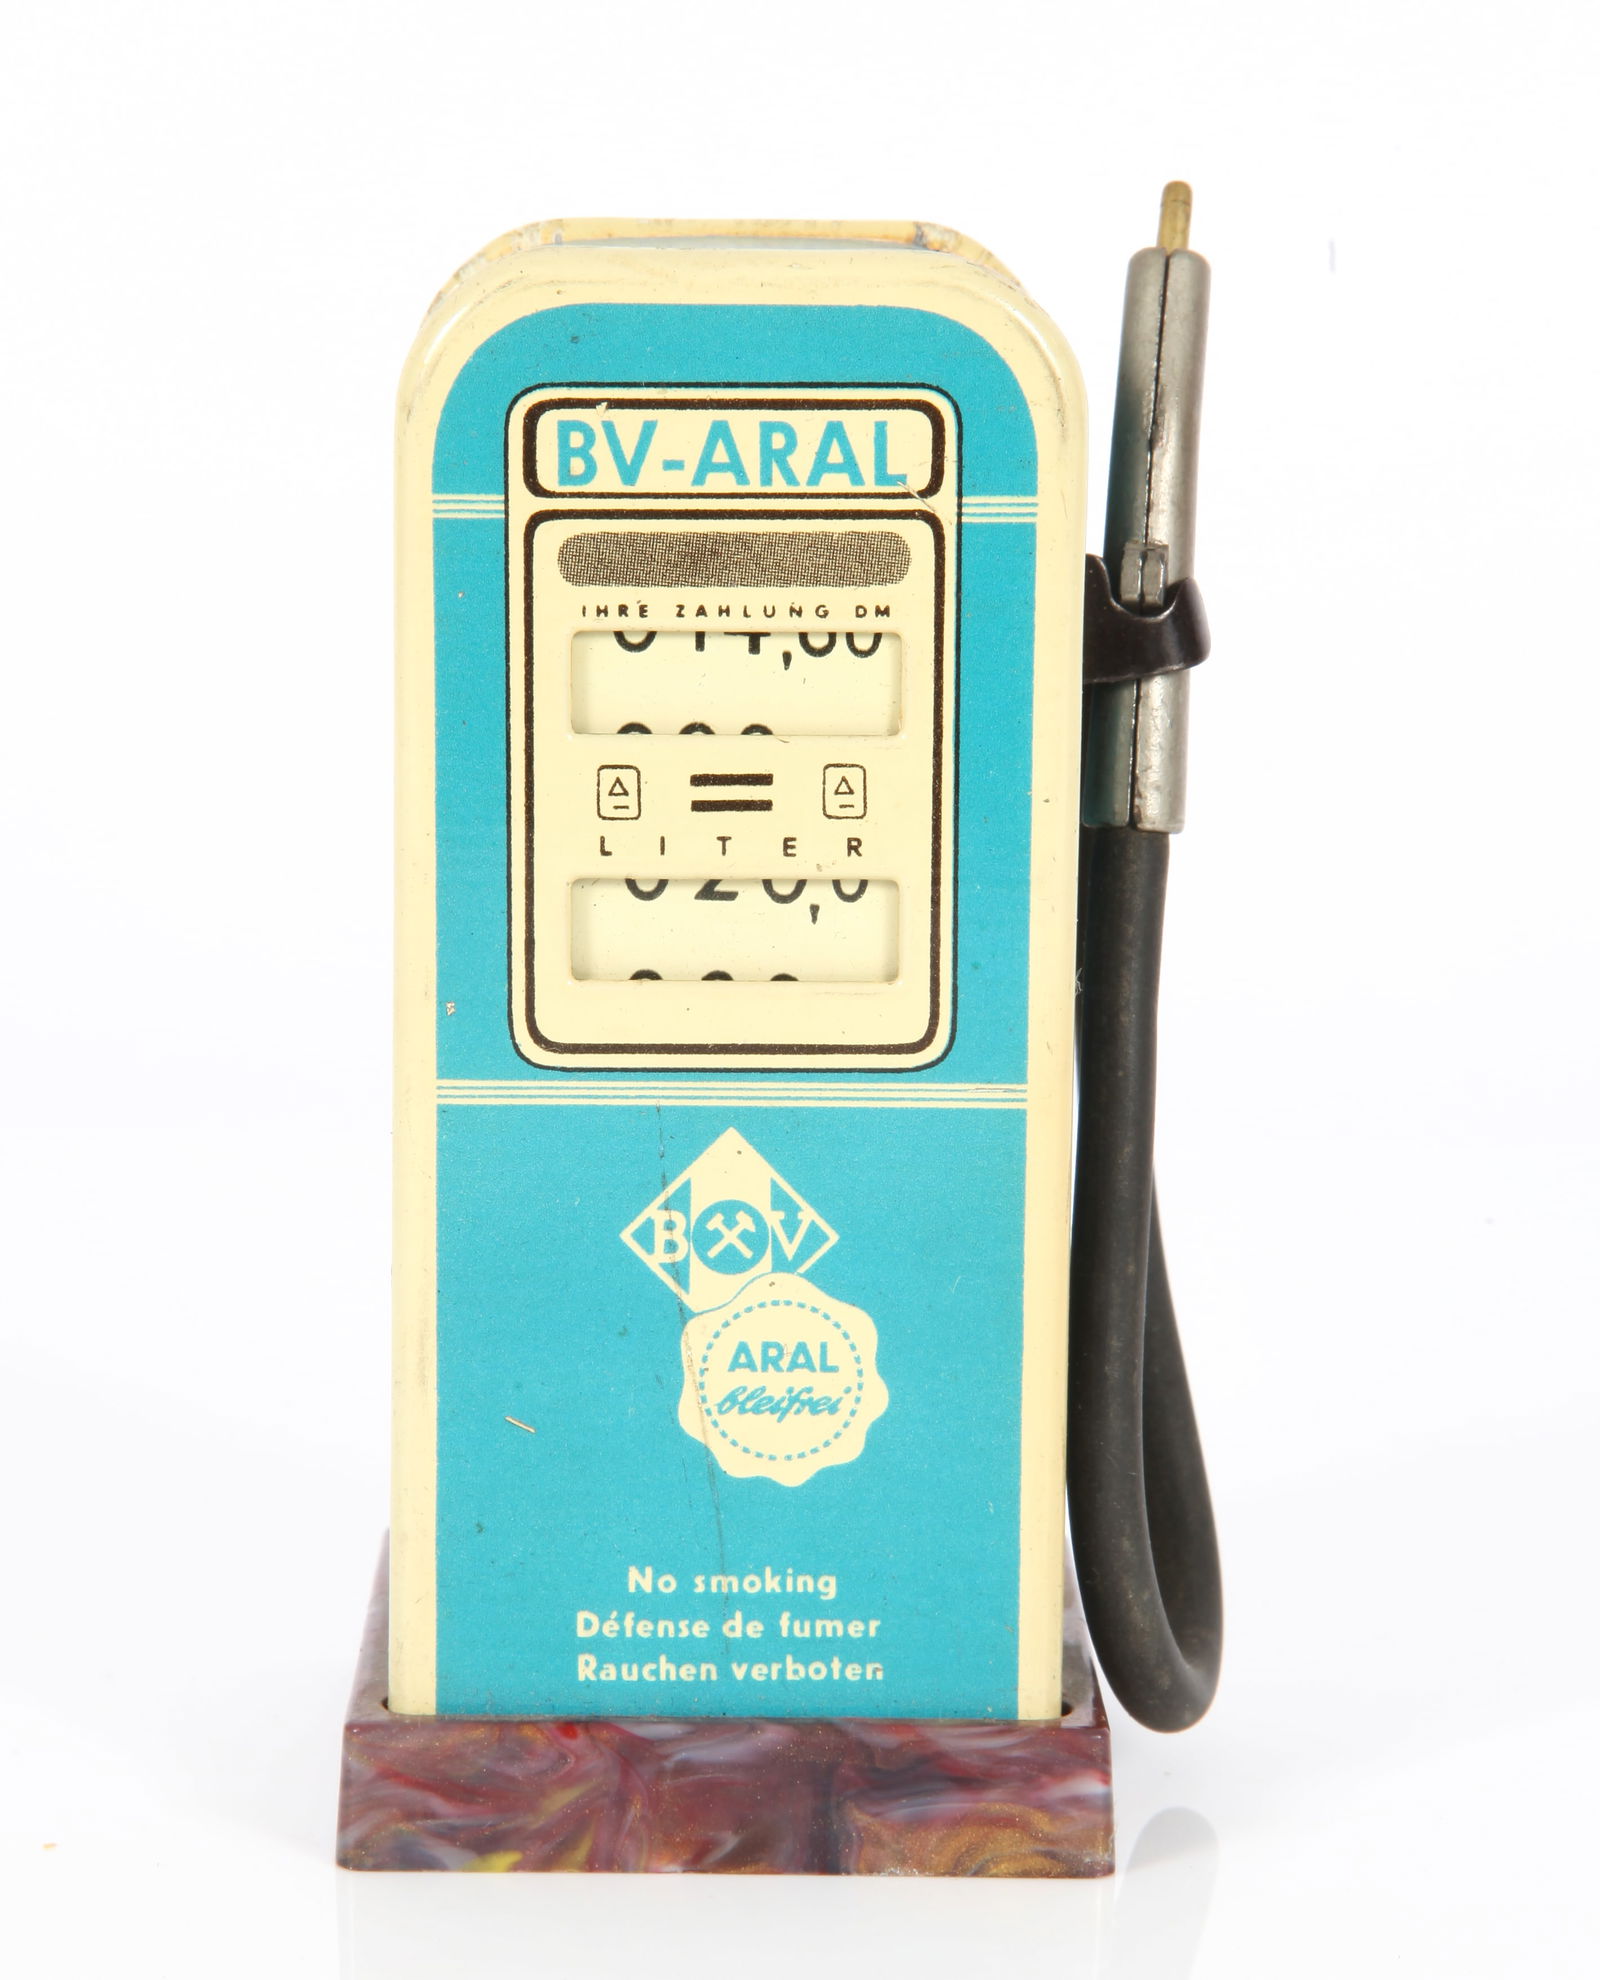 BV-ARAL
IHRE ZAHLUNG DM
LITER
B V
ARAL
bleifrei
No smoking
Défense de fumer
Rauchen verboten